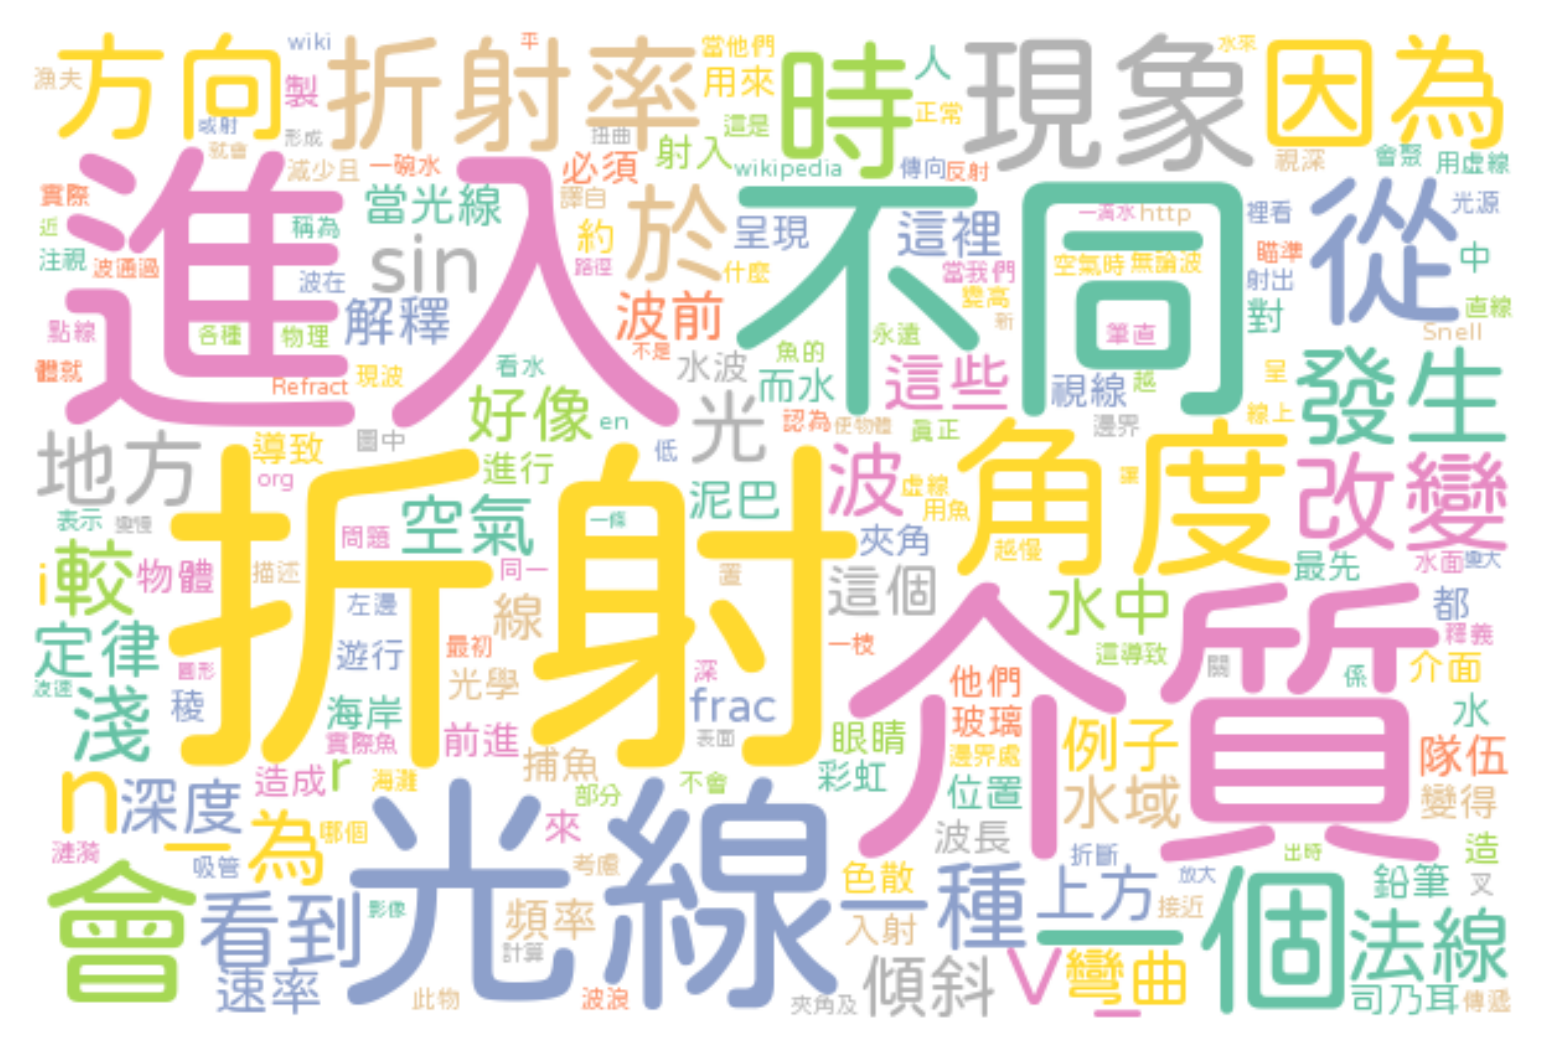 wiki
平
當他們
水來
漁夫
方向
製
折射率
用來
時
人
現象
因為
正常
或射
形成
扭曲
這是
就會
減少且
一碗水
必須
射入
wikipedia
傳向
反射
視深
會聚
用虛線
實際
進入
當光線
譯自
於
不同
這裡
一滴水
http
裡看
從
光源
近
稱為
約
呈現
注視
波通過
波在
sin
路徑
什麼
當我們
空氣時
無論波
瞄準
射出
中
點線
各種
物理
解釋
波前
變高
新
筆直
對
直線
Snell
永遠
不是
魚的
體就
Refract
現波
看水
水波
而水
這些
視線
越
呈
發生
好像
en
光
認為
使物體
真正
邊界
線上
地方
導致
圖中
低
org
進行
波
虛線
角度
讓
改變
表示
變慢
折射
空氣
一條
泥巴
用魚
問題
夾角
越慢
i
較
物體
描述
同一
置
這個
最先
水面
變大
左邊
線
介質
水中
都
定律
圓形
遊行
最初
一枝
這導致
關
釋義
波速
淺
稜
光學
深
他們
係
介面
海岸
frac
玻璃
水
實際魚
前進
表面
眼睛
邊界處
例子
隊伍
n
深度
造成
r
海灘
捕魚
部分
不會
彩虹
位置
水域
變得
漣漪
一
為
哪個
光線
來
波長
吸管
考慮
折斷
出時
造
會
看到
影像
頻率
色散
一種
上方
放大
接近
個
鉛筆
叉
計算
入射
一
法線
速率
此物
波浪
夾角及
傾斜
v
彎曲
一
司乃耳
傳遞